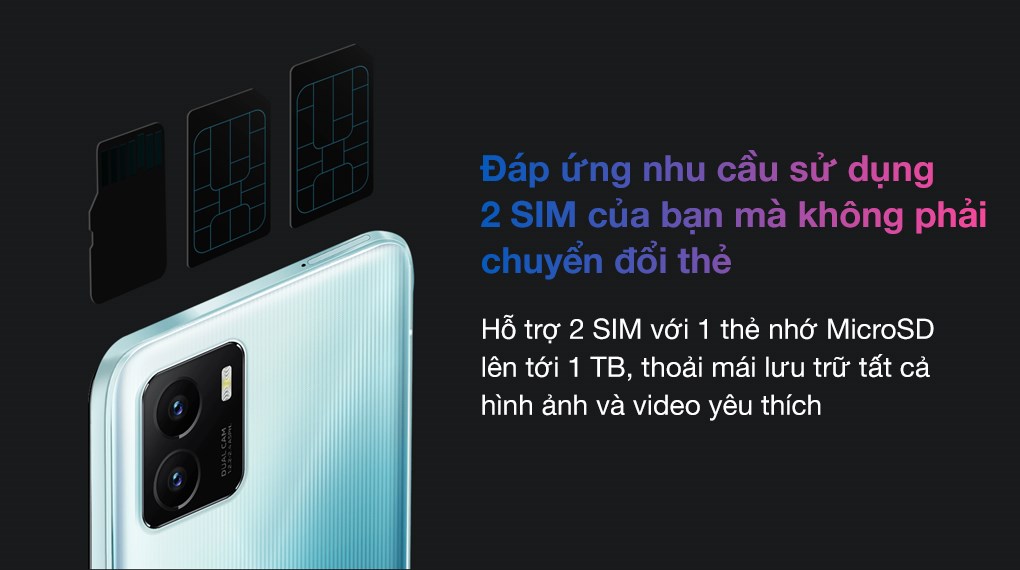 Đáp ứng nhu cầu sử dụng
2 SIM của bạn mà không phải
chuyển đổi thẻ
Hỗ trợ 2 SIM với 1 thẻ nhớ MicroSD
lên tới 1 TB, thoải mái lưu trữ tất cả
hình ảnh và video yêu thích
DUAL CAM